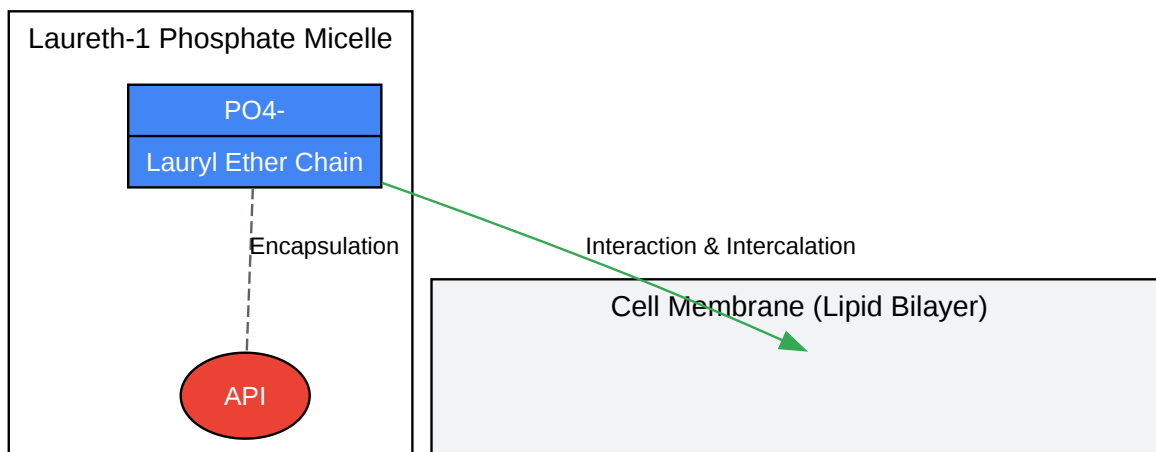 Laureth-1 Phosphate Micelle
PO4-
Lauryl Ether Chain
Encapsulation
Interaction & Intercalation
Cell Membrane (Lipid Bilayer)
API